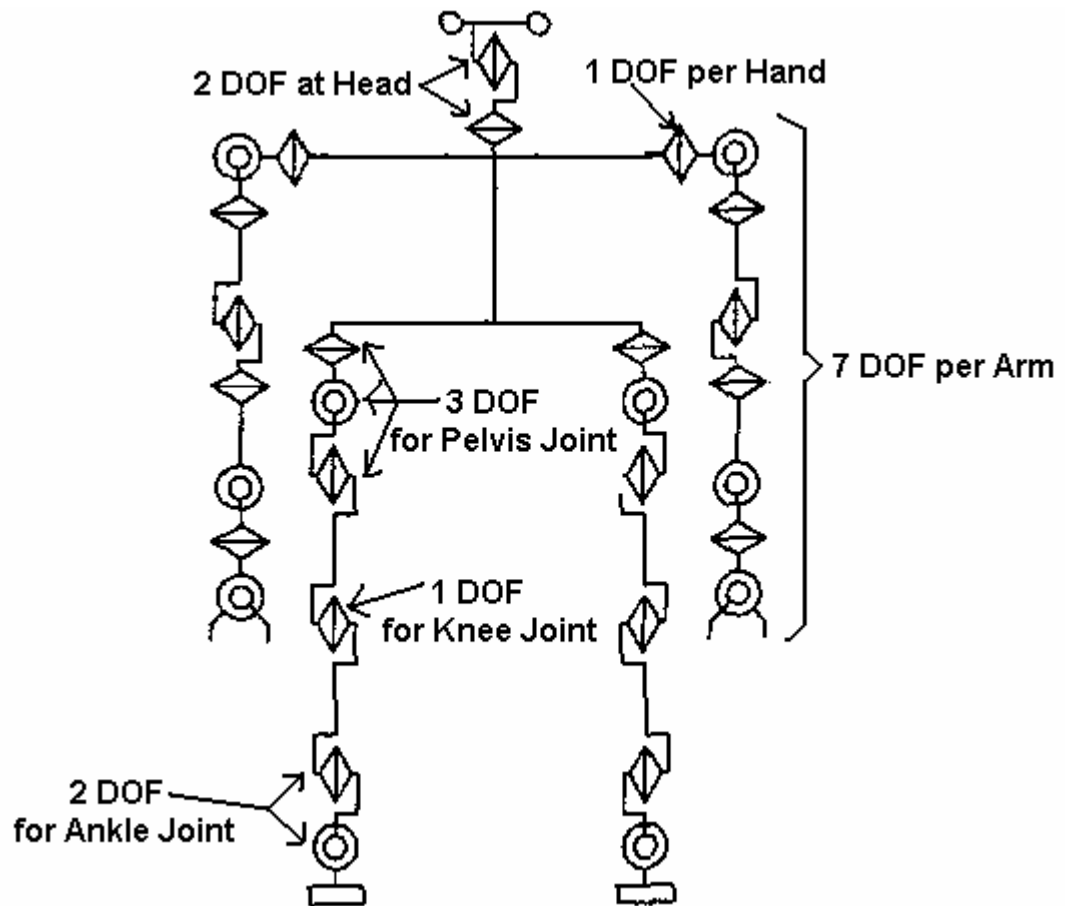 2 DOF at Head
1 DOF per Hand
7 DOF per Arm
3 DOF
for Pelvis Joint
1 DOF
for Knee Joint
2 DOF
for Ankle Joint